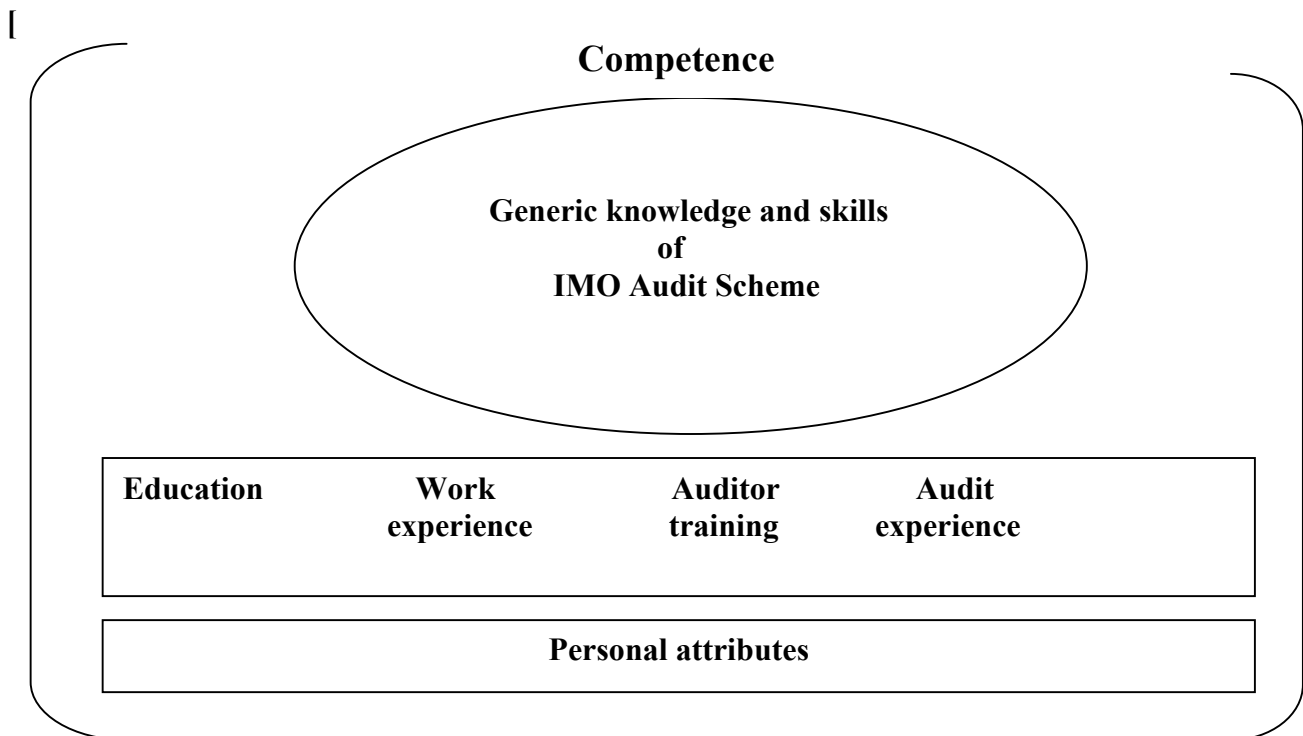 [
Competence
Generic knowledge and skills
of
IMO Audit Scheme
Education Work Auditor Audit
experience training experience
Personal attributes